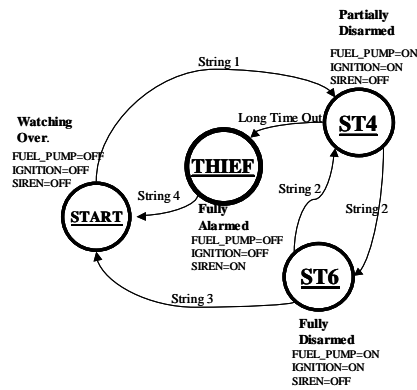 Partially
Disarmed
FUEL_PUMP=ON
IGNITION=ON
SIREN=OFF
String 1
Watching
Over.
FUEL_PUMP=OFF
IGNITION=OFF
SIREN=OFF
Long Time Out
ST4
THIEF
String 4
String 2
String 2
START
Fully
Alarmed
FUEL_PUMP=OFF
IGNITION=OFF
SIREN=ON
ST6
String 3
Fully
Disarmed
FUEL_PUMP=ON
IGNITION=ON
SIREN=OFF